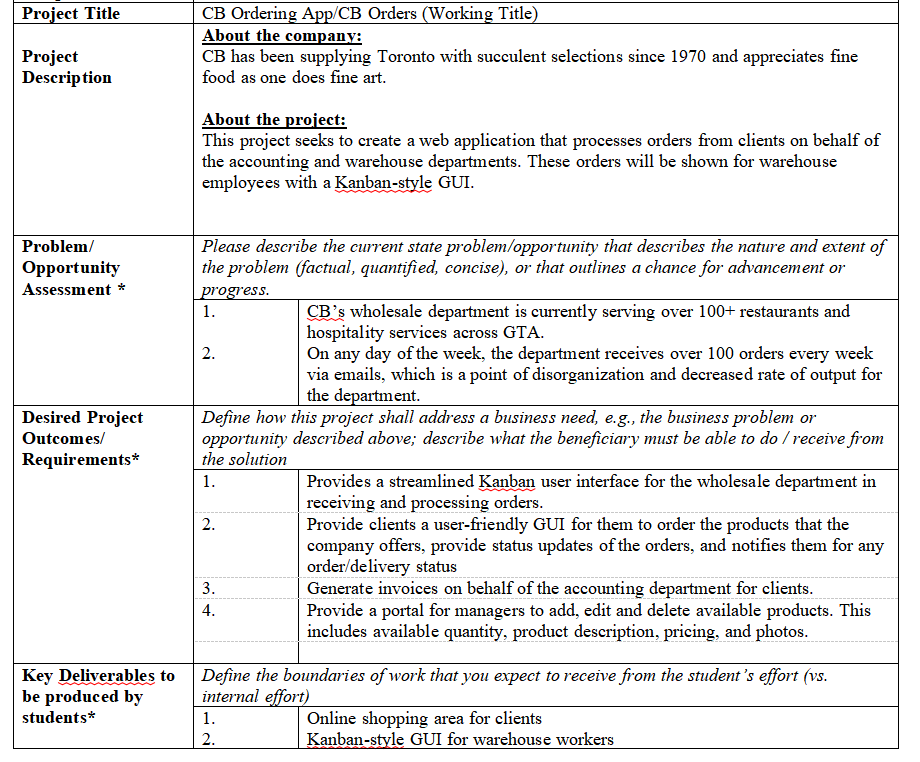 Project Title
CB Ordering App/CB Orders (Working Title)
Project
Description
About the company:
CB has been supplying Toronto with succulent selections since 1970 and appreciates fine
food as one does fine art.
About the project:
This project seeks to create a web application that processes orders from clients on behalf of
the accounting and warehouse departments. These orders will be shown for warehouse
employees with a Kanban-style GUI.
Problem/
Opportunity
Assessment *
Please describe the current state problem/opportunity that describes the nature and extent of
the problem (factual, quantified, concise), or that outlines a chance for advancement or
progress.
1. CB's wholesale department is currently serving over 100+ restaurants and
hospitality services across GTA.
2. On any day of the week, the department receives over 100 orders every week
via emails, which is a point of disorganization and decreased rate of output for
the department.
Desired Project
Outcomes/
Requirements*
Define how this project shall address a business need, e.g., the business problem or
opportunity described above; describe what the beneficiary must be able to do / receive from
the solution
1. Provides a streamlined Kanban user interface for the wholesale department in
receiving and processing orders.
2. Provide clients a user-friendly GUI for them to order the products that the
company offers, provide status updates of the orders, and notifies them for any
order/delivery status
3. Generate invoices on behalf of the accounting department for clients.
4. Provide a portal for managers to add, edit and delete available products. This
includes available quantity, product description, pricing, and photos.
Key Deliverables to
be produced by
students*
Define the boundaries of work that you expect to receive from the student's effort (vs.
internal effort)
1. Online shopping area for clients
2. Kanban-style GUI for warehouse workers